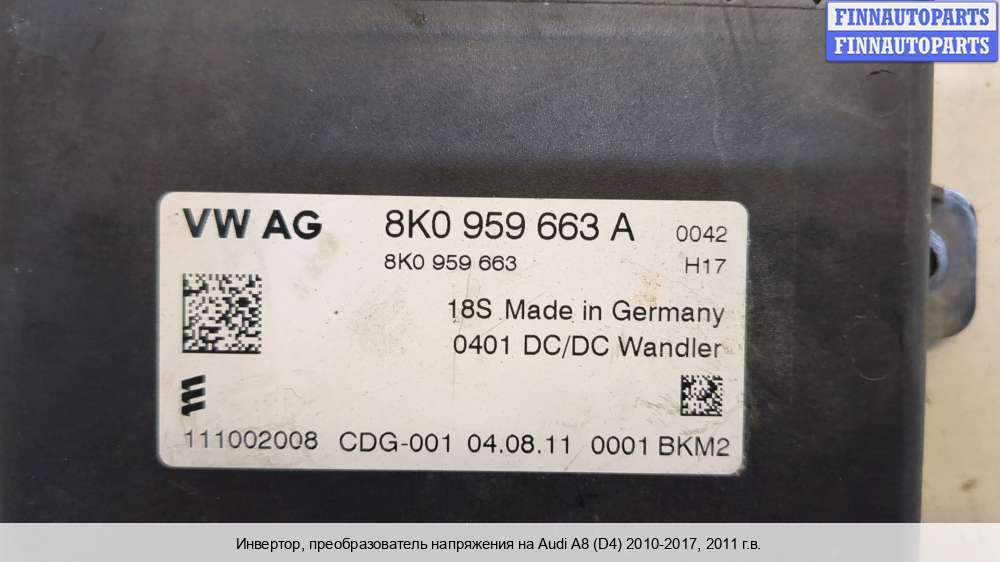 FINNAUTOPARTS
FINNAUTOPARTS
VW AG 8K0 959 663 A 0042
8K0 959 663 H17
18S Made in Germany
0401 DC/DC Wandler
111002008 CDG-001 04.08.11 0001 BKM2
Инвертор, преобразователь напряжения на Audi A8 (D4) 2010-2017, 2011 г.в.